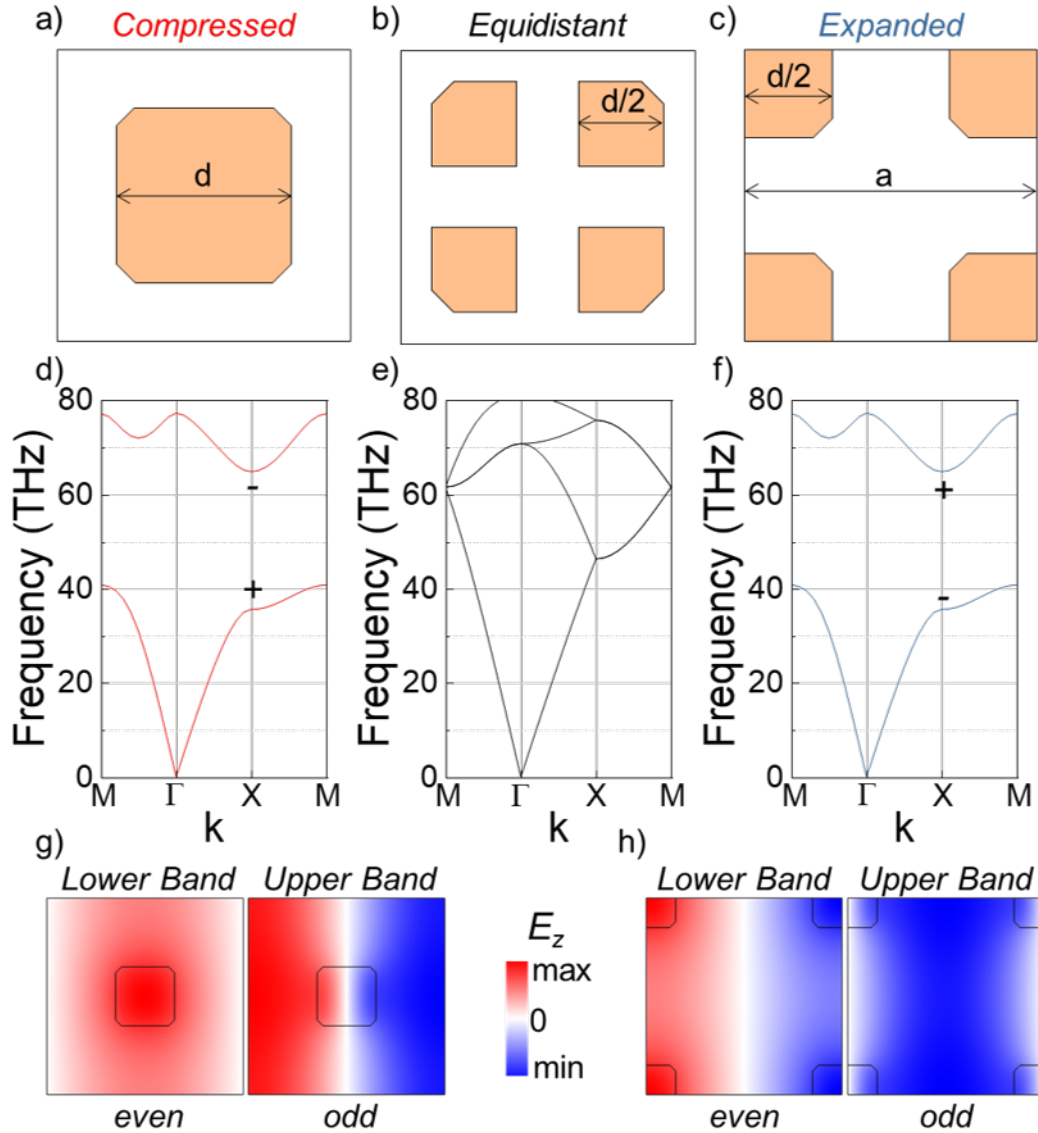 a) Compressed
b) Equidistant
c) Expanded
d
d/2
d/2
a
d)
e)
f)
Frequency (THz)
80
60
40
20
0
-
+
M Γ X M
k
Frequency (THz)
80
60
40
20
0
M Γ X M
k
Frequency (THz)
80
60
40
20
0
+
-
M Γ X M
k
g)
Lower Band Upper Band
even odd
E_z
max
0
min
h)
Lower Band Upper Band
even odd